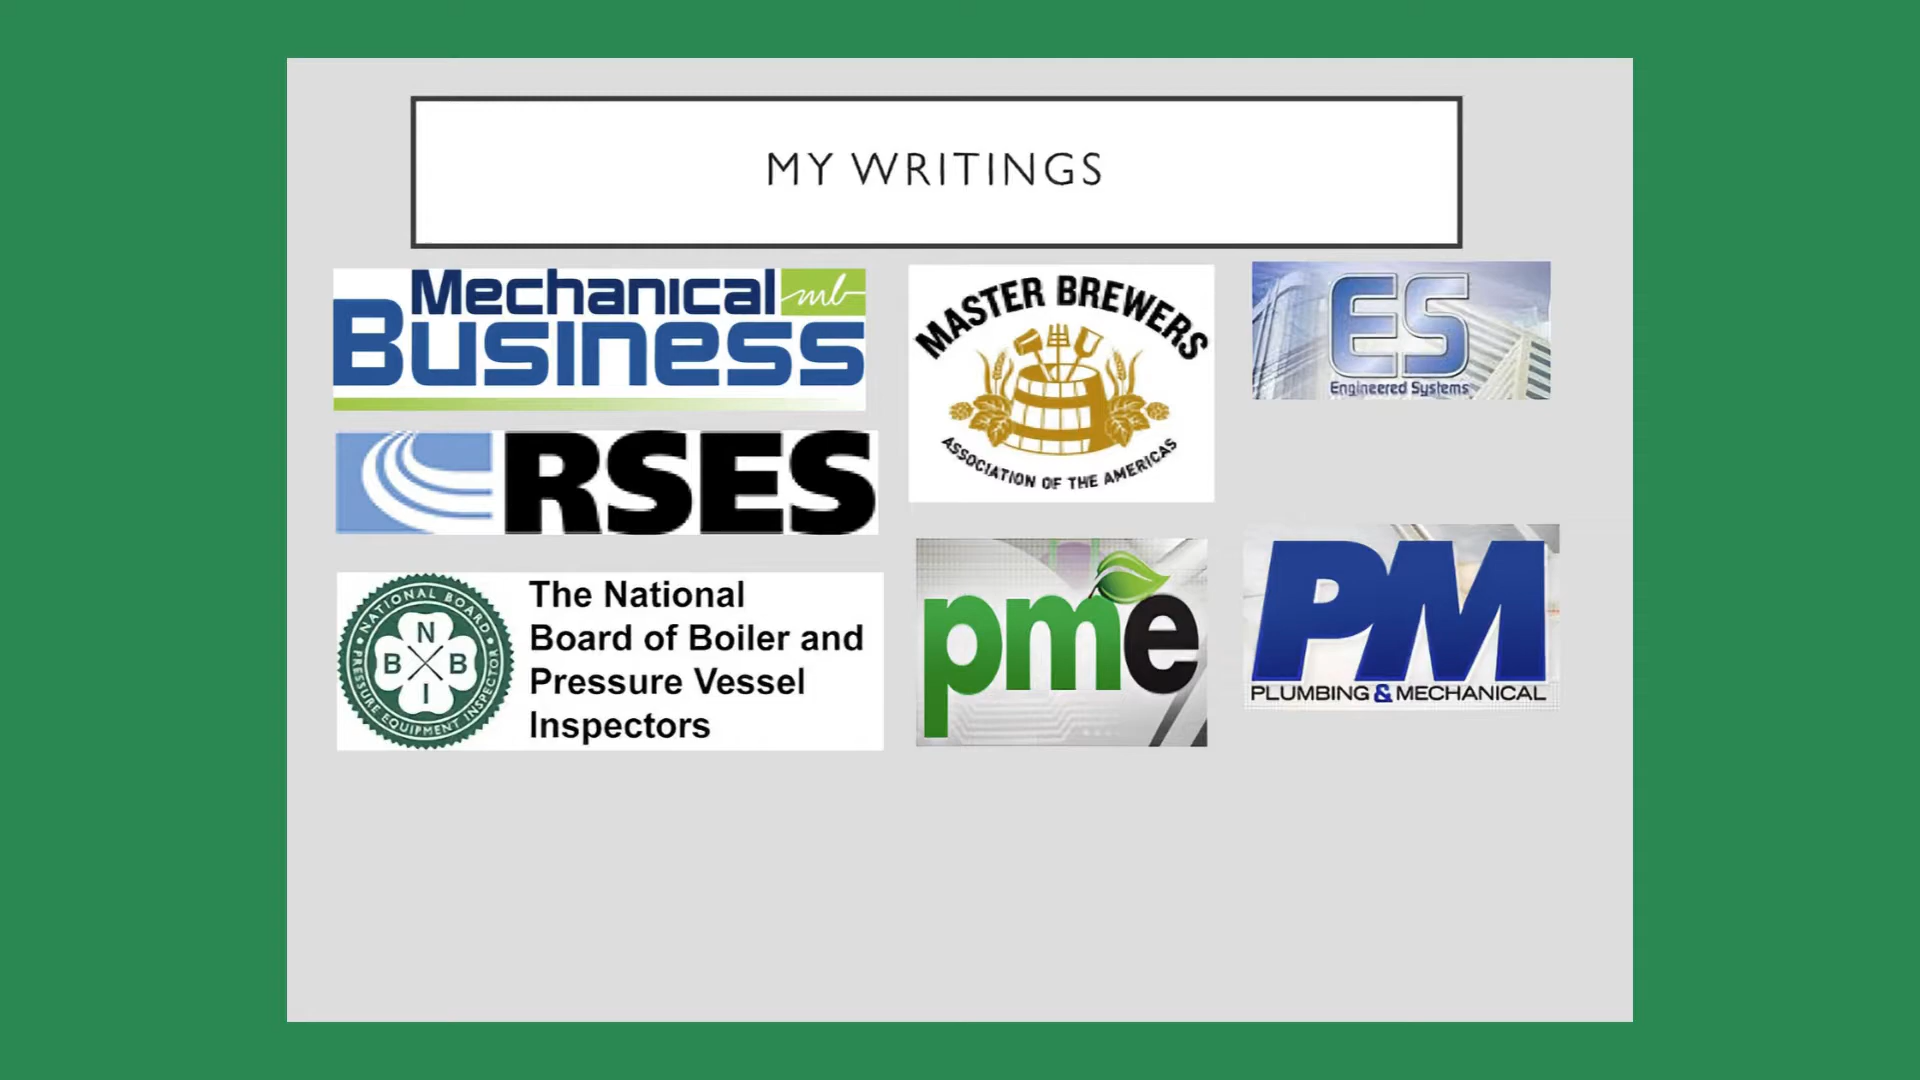 MY WRITINGS
Mechanical mb
Business
MASTER BREWERS
ASSOCIATION OF THE AMERICAS
ES
Engineered Systems
RSES
NATIONAL BOARD
PRESSURE EQUIPMENT INSPECTOR
N
B B
I
The National
Board of Boiler and
Pressure Vessel
Inspectors
pme
PM
PLUMBING & MECHANICAL